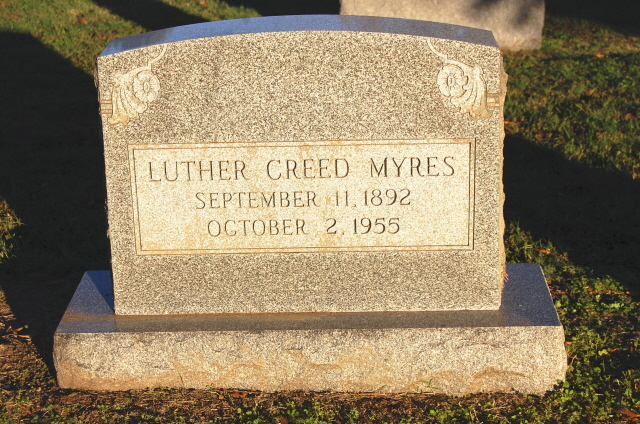 LUTHER CREED MYRES
SEPTEMBER 11, 1892
OCTOBER 2, 1955